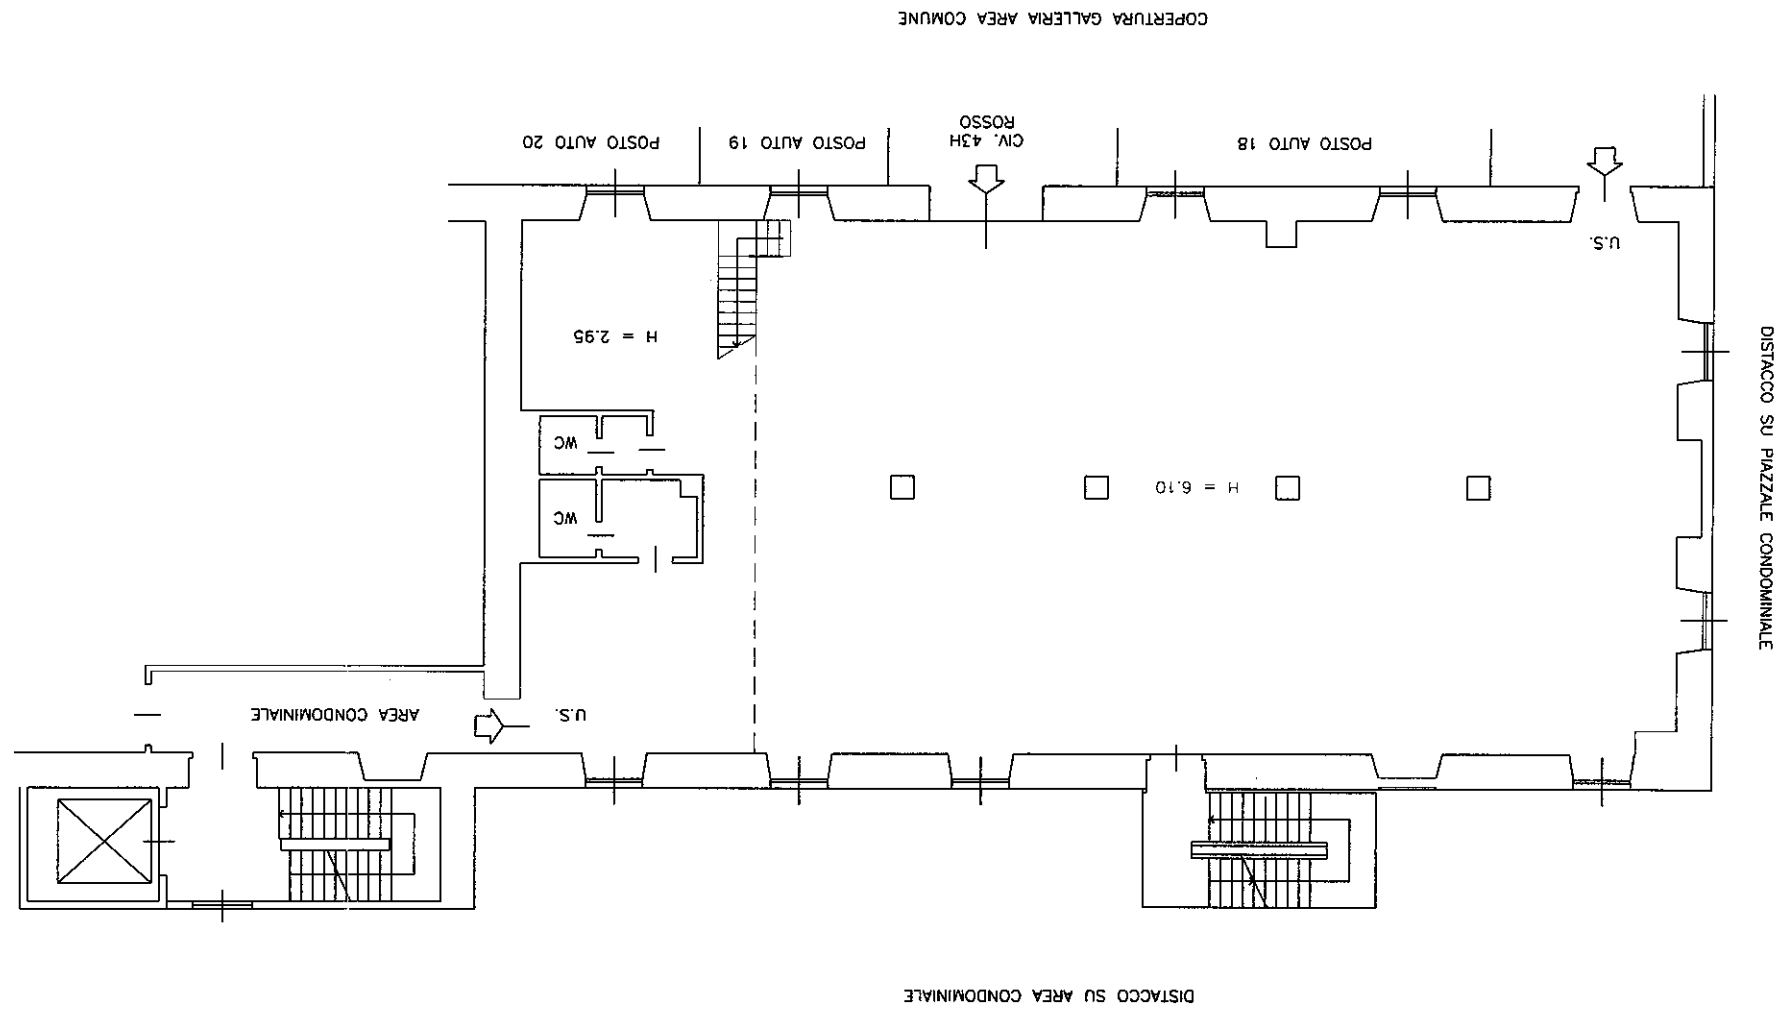 COPERTURA GALLERIA AREA COMUNE
POSTO AUTO 20
POSTO AUTO 19
CIV. 43H
ROSSO
POSTO AUTO 18
U.S.
H = 2.95
DISTACCO SU PIAZZALE CONDOMINIALE
WC
H = 6.10
WC
AREA CONDOMINIALE
U.S.
DISTACCO SU AREA CONDOMINIALE